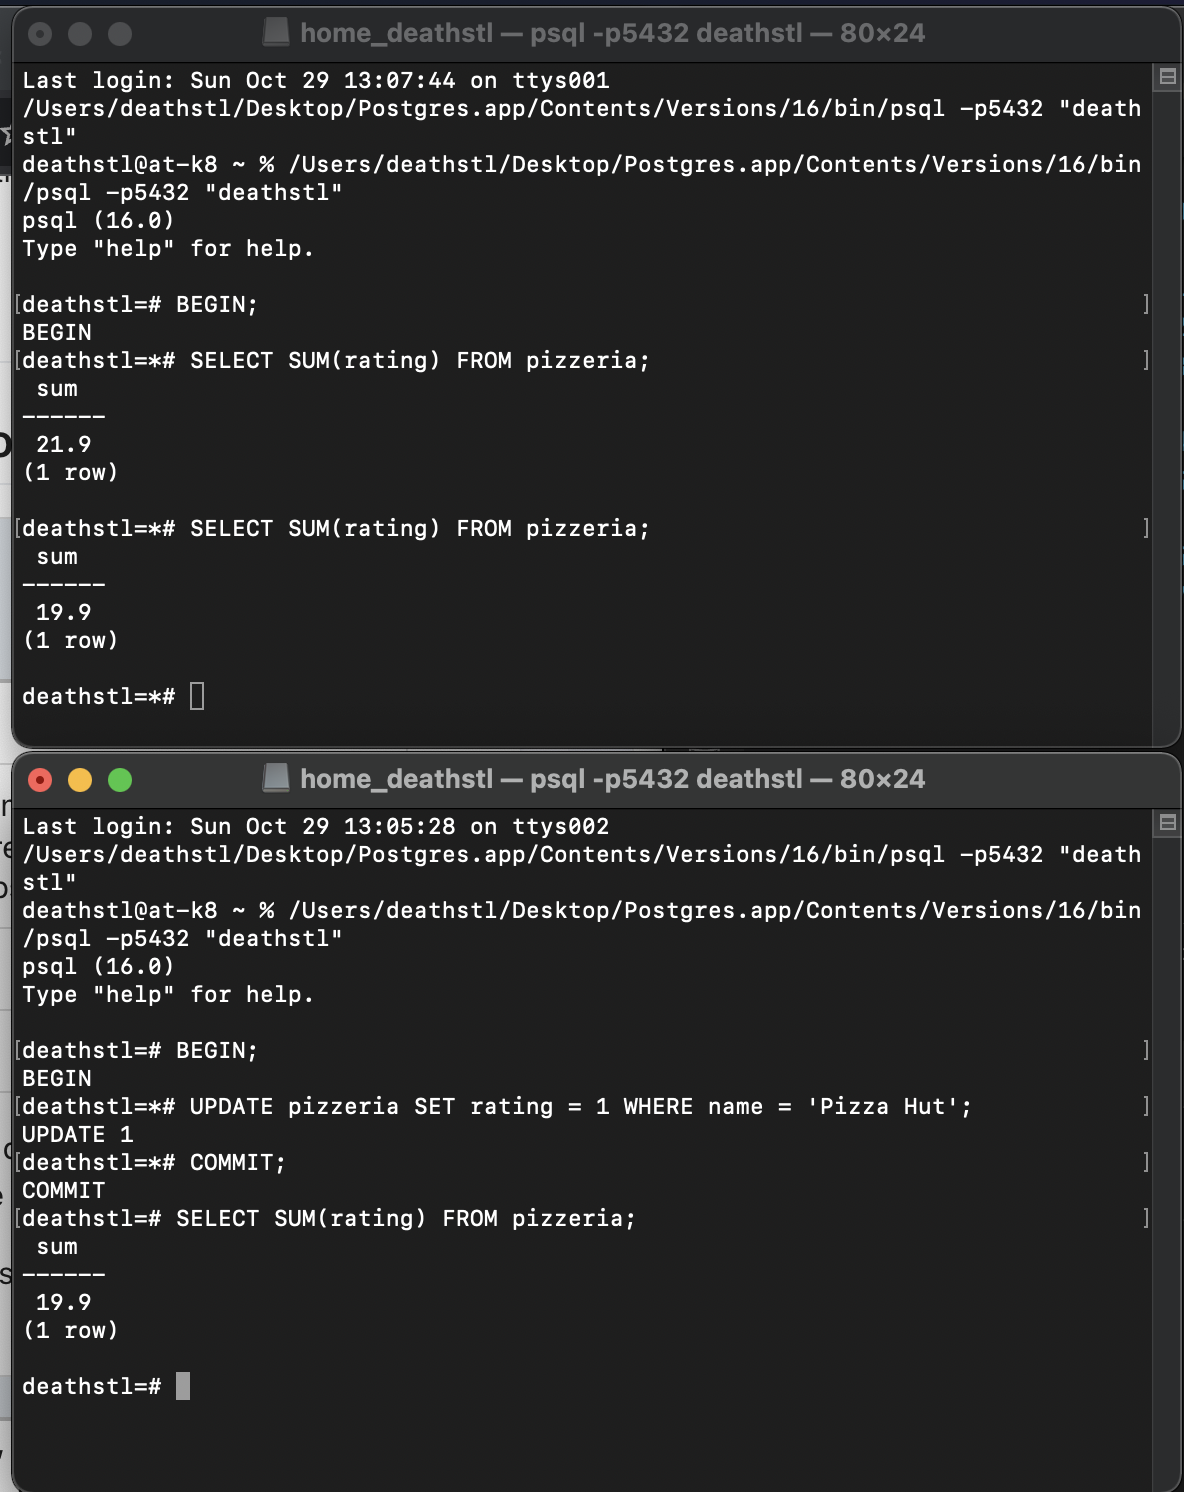 home_deathstl — psql -p5432 deathstl — 80×24
Last login: Sun Oct 29 13:07:44 on ttys001
/Users/deathstl/Desktop/Postgres.app/Contents/Versions/16/bin/psql -p5432 "death
stl"
deathstl@at-k8 ~ % /Users/deathstl/Desktop/Postgres.app/Contents/Versions/16/bin
/psql -p5432 "deathstl"
psql (16.0)
Type "help" for help.
[deathstl=# BEGIN; ]
BEGIN
[deathstl=*# SELECT SUM(rating) FROM pizzeria; ]
sum
------
21.9
(1 row)
[deathstl=*# SELECT SUM(rating) FROM pizzeria; ]
sum
------
19.9
(1 row)
deathstl=*#
home_deathstl — psql -p5432 deathstl — 80×24
Last login: Sun Oct 29 13:05:28 on ttys002
/Users/deathstl/Desktop/Postgres.app/Contents/Versions/16/bin/psql -p5432 "death
stl"
deathstl@at-k8 ~ % /Users/deathstl/Desktop/Postgres.app/Contents/Versions/16/bin
/psql -p5432 "deathstl"
psql (16.0)
Type "help" for help.
[deathstl=# BEGIN; ]
BEGIN
[deathstl=*# UPDATE pizzeria SET rating = 1 WHERE name = 'Pizza Hut'; ]
UPDATE 1
[deathstl=*# COMMIT; ]
COMMIT
[deathstl=# SELECT SUM(rating) FROM pizzeria; ]
sum
------
19.9
(1 row)
deathstl=#